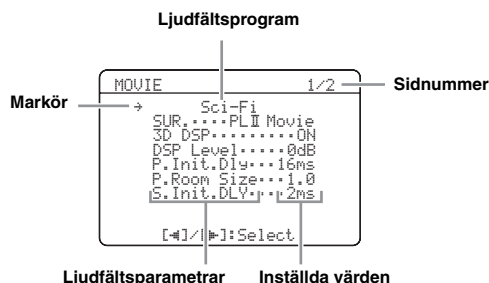 Ljudfältsprogram
MOVIE 1/2
Sidnummer
Markör
→ Sci-Fi
SUR.····PLⅡ Movie
3D DSP·········ON
DSP Level·····0dB
P.Init.Dly···16ms
P.Room Size···1.0
S.Init.DLY····2ms
[◀]/[▶]:Select
Ljudfältsparametrar Inställda värden